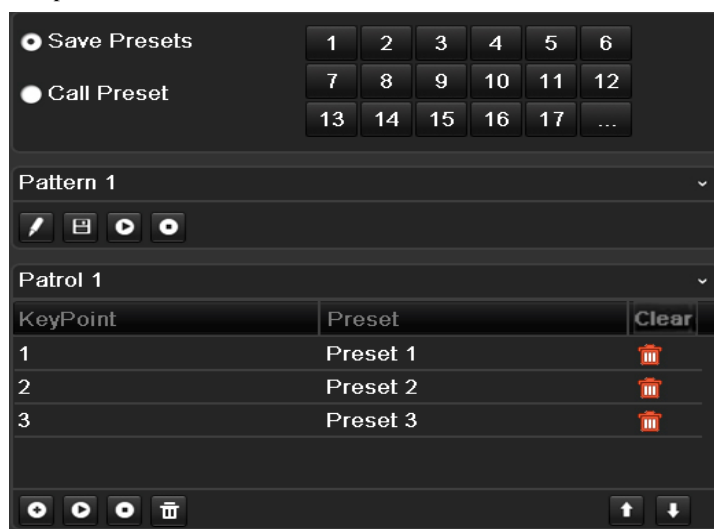 Save Presets
1 2 3 4 5 6
Call Preset
7 8 9 10 11 12
13 14 15 16 17 ...
Pattern 1
Patrol 1
KeyPoint Preset Clear
1 Preset 1
2 Preset 2
3 Preset 3